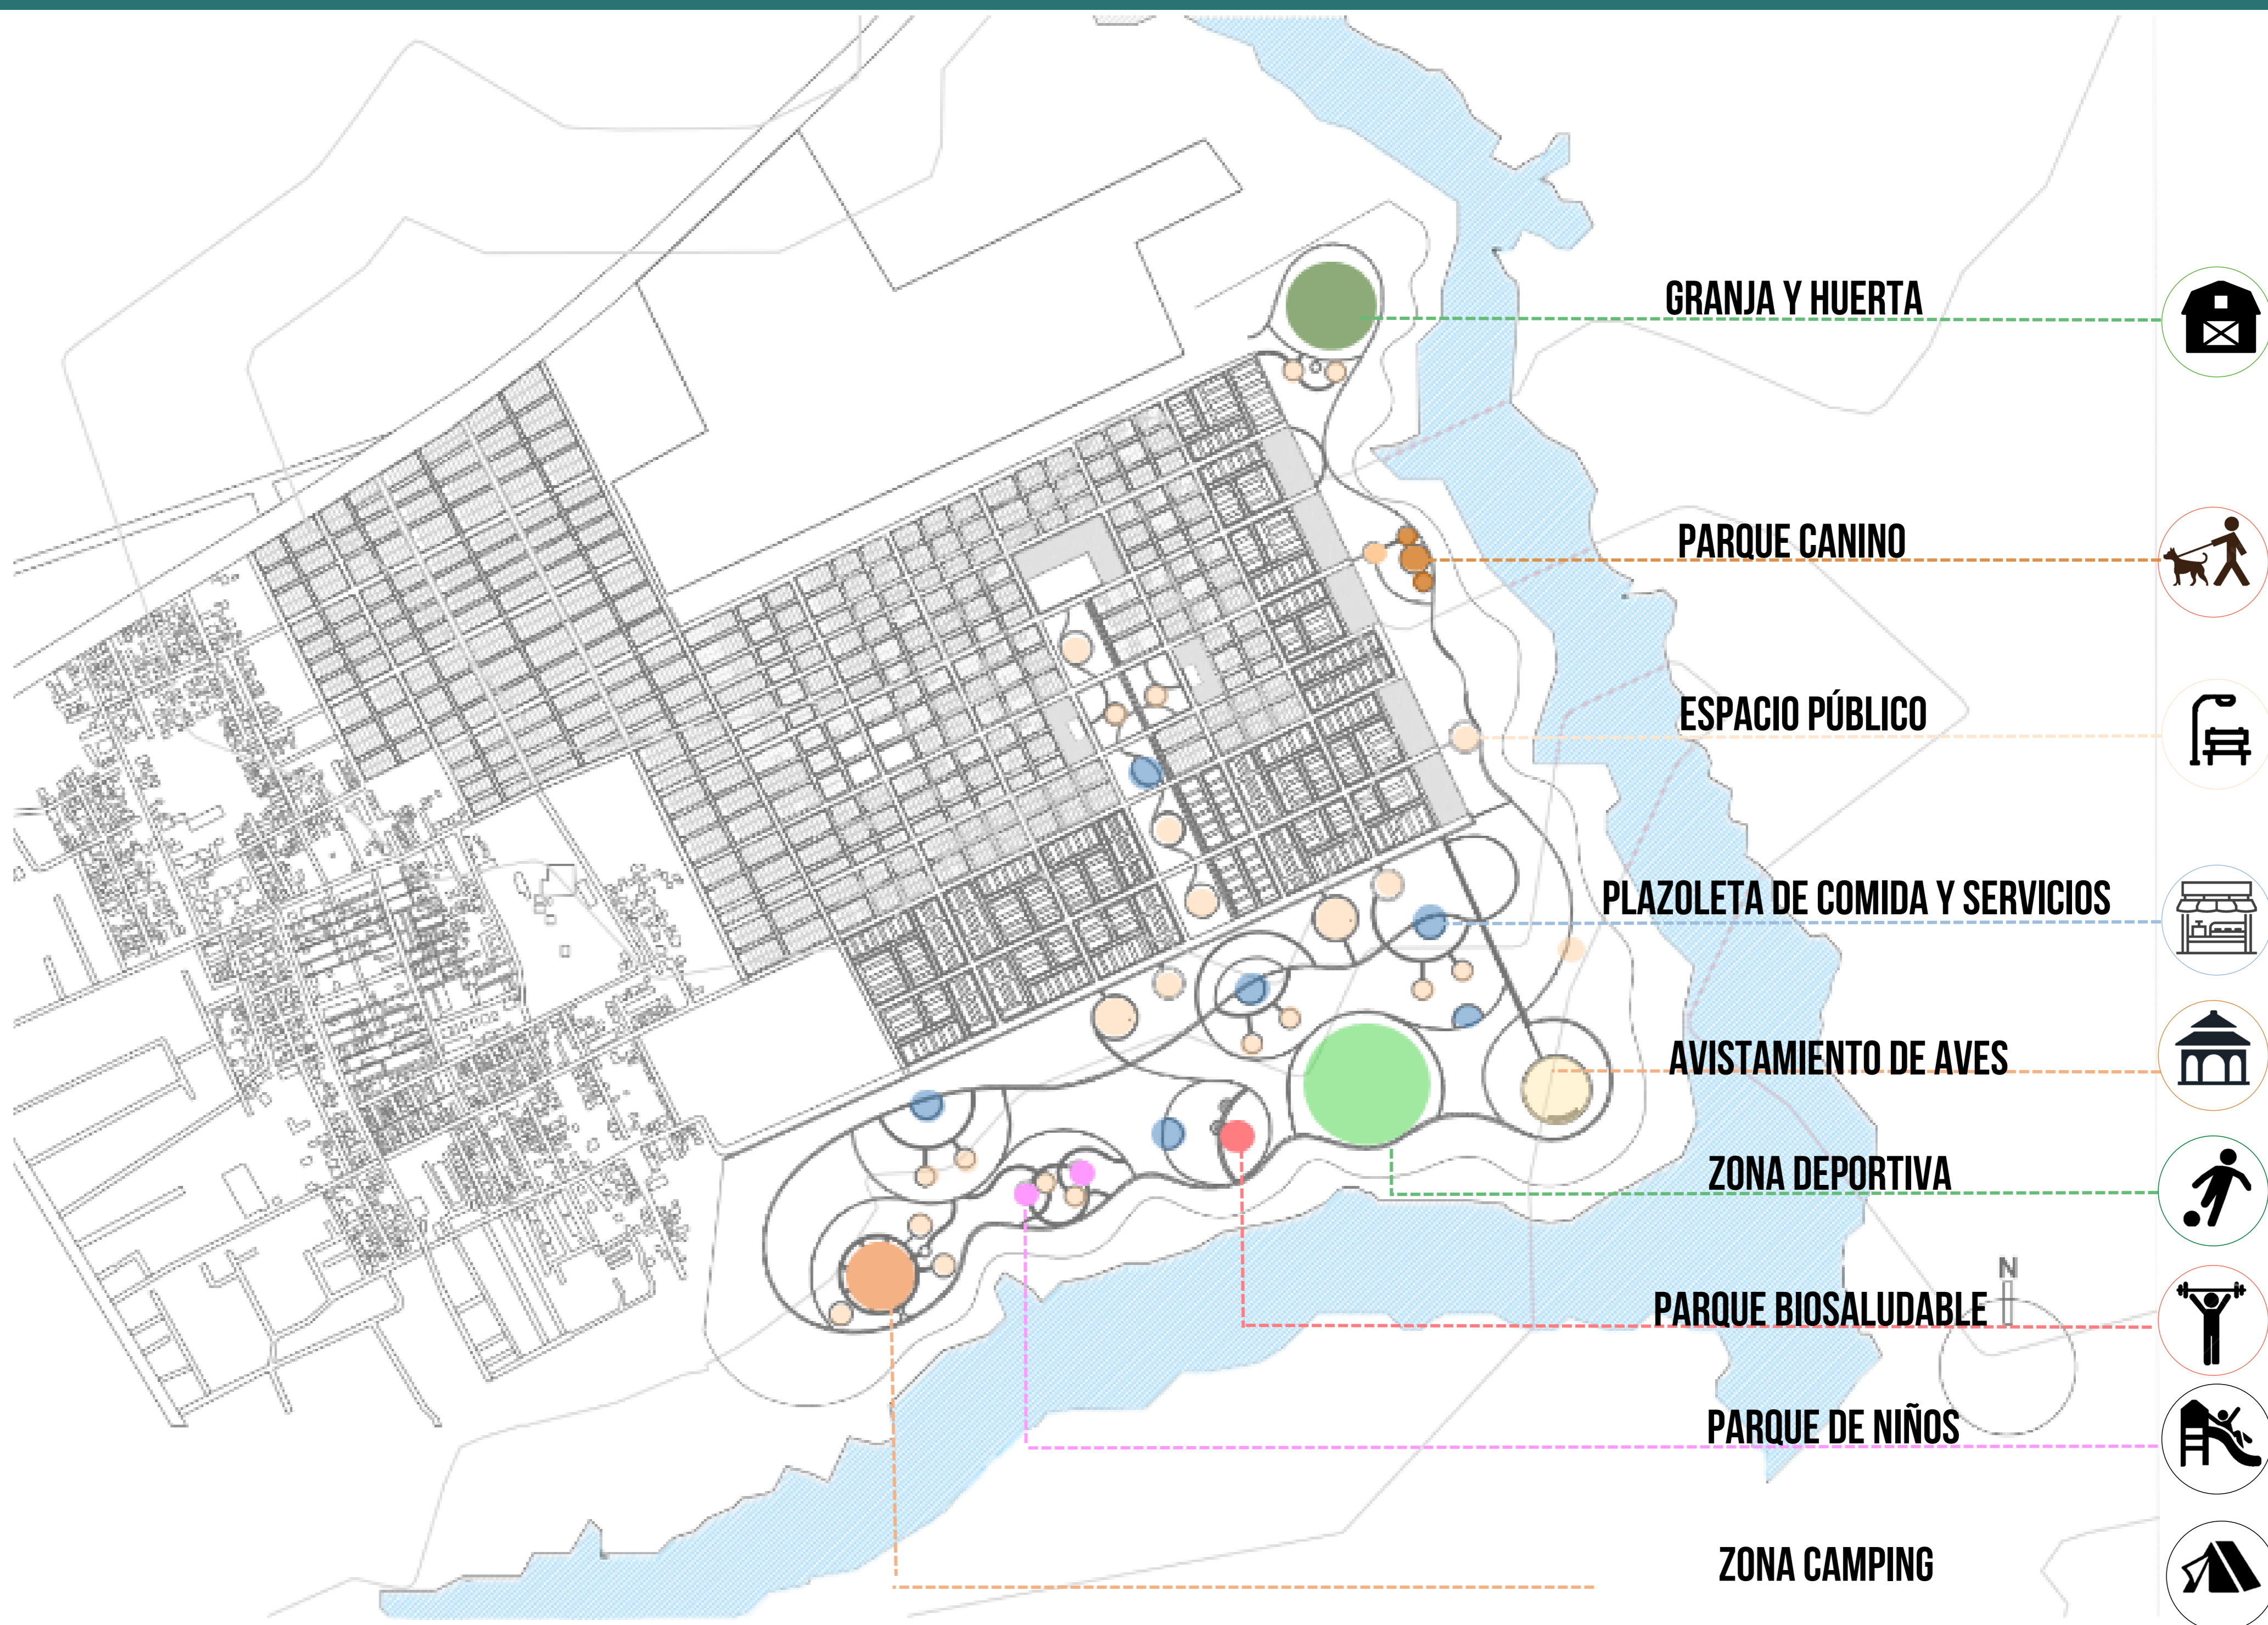 GRANJA Y HUERTA
PARQUE CANINO
ESPACIO PÚBLICO
PLAZOLETA DE COMIDA Y SERVICIOS
AVISTAMIENTO DE AVES
ZONA DEPORTIVA
N
PARQUE BIOSALUDABLE
PARQUE DE NIÑOS
ZONA CAMPING